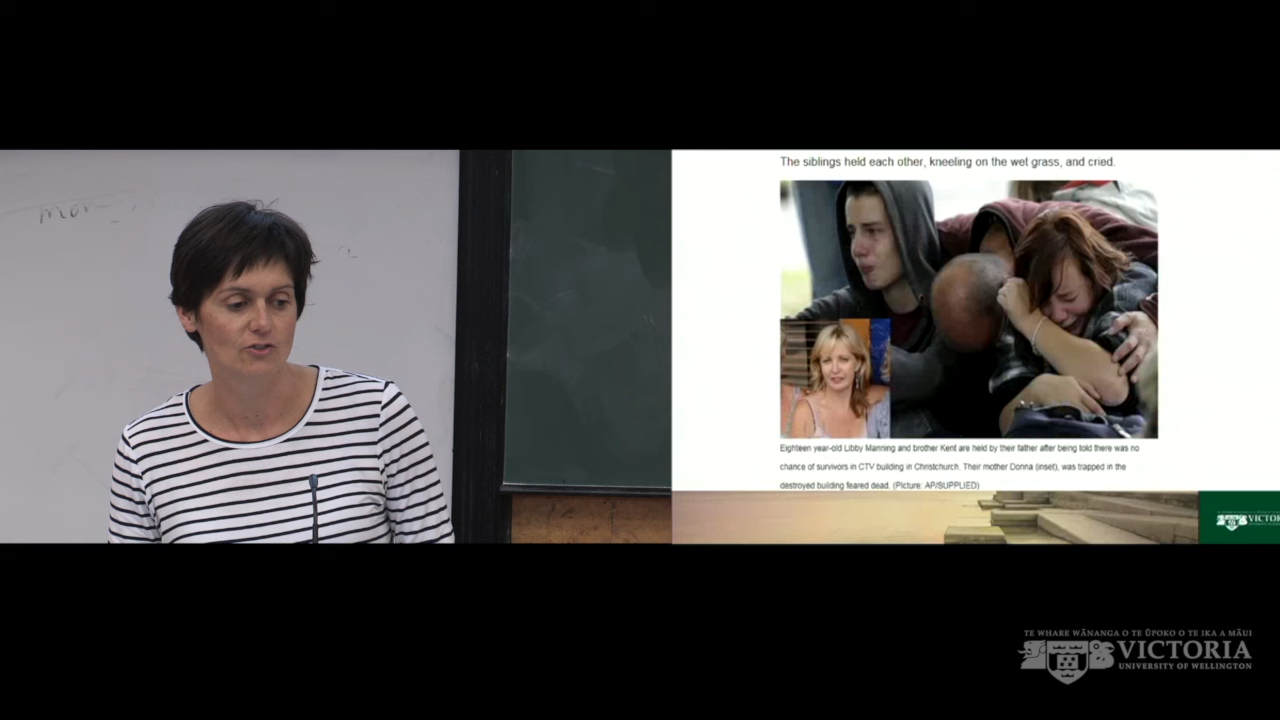 mon
The siblings held each other, kneeling on the wet grass, and cried.
Eighteen year-old Libby Manning and brother Kent are held by their father after being told there was no
chance of survivors in CTV building in Christchurch. Their mother Donna (inset), was trapped in the
destroyed building feared dead. (Picture: AP/SUPPLIED)
VICTOR
TE WHARE WĀNANGA O TE ŪPOKO O TE IKA A MĀUI
VICTORIA
UNIVERSITY OF WELLINGTON